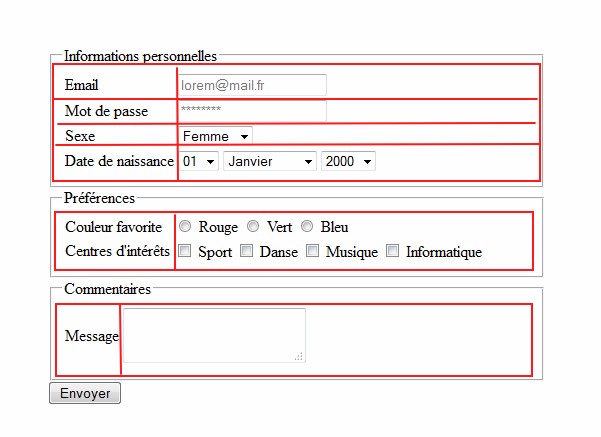 Informations personnelles
Email lorem@mail.fr
Mot de passe ********
Sexe Femme
Date de naissance 01 Janvier 2000
Préférences
Couleur favorite Rouge Vert Bleu
Centres d'intérêts Sport Danse Musique Informatique
Commentaires
Message
Envoyer